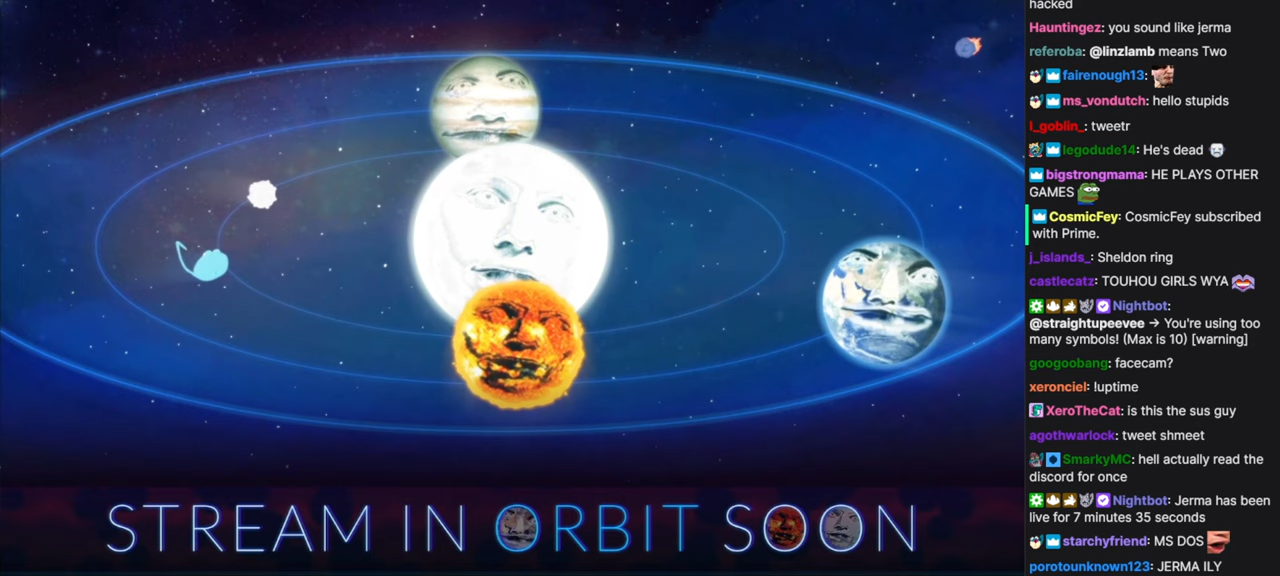 STREAM IN ORBIT SOON
hacked
Hauntingez: you sound like jerma
referoba: @linzlamb means Two
fairenough13:
ms_vondutch: hello stupids
i_goblin_: tweetr
legodude14: He's dead
bigstrongmama: HE PLAYS OTHER
GAMES
CosmicFey: CosmicFey subscribed
with Prime.
j_islands_: Sheldon ring
castlecatz: TOUHOU GIRLS WYA
Nightbot:
@straightupeevee → You're using too
many symbols! (Max is 10) [warning]
googoobang: facecam?
xeronciel: !uptime
XeroTheCat: is this the sus guy
agothwarlock: tweet shmeet
SmarkyMC: hell actually read the
discord for once
Nightbot: Jerma has been
live for 7 minutes 35 seconds
starchyfriend: MS DOS
porotounknown123: JERMA ILY